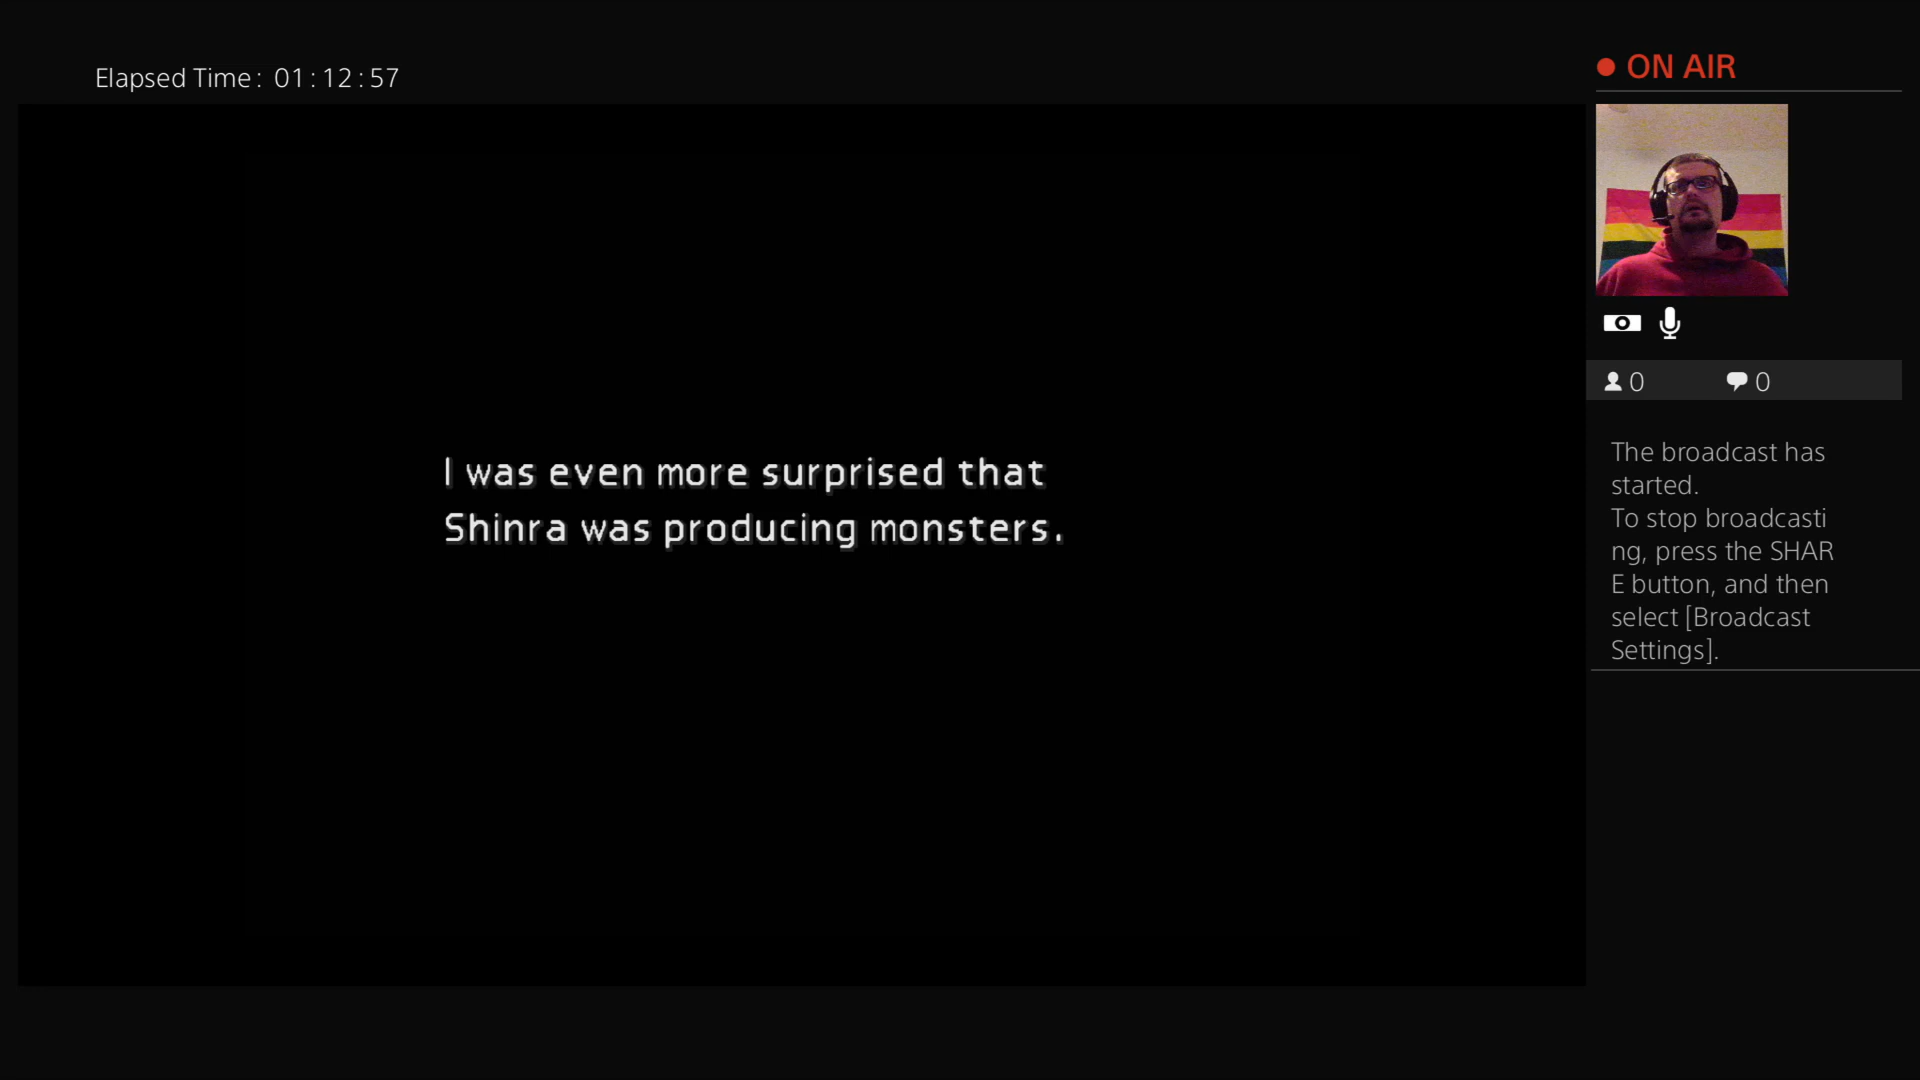 Elapsed Time: 01:12:57
ON AIR
0 0
I was even more surprised that
Shinra was producing monsters.
The broadcast has
started.
To stop broadcasti
ng, press the SHAR
E button, and then
select [Broadcast
Settings].